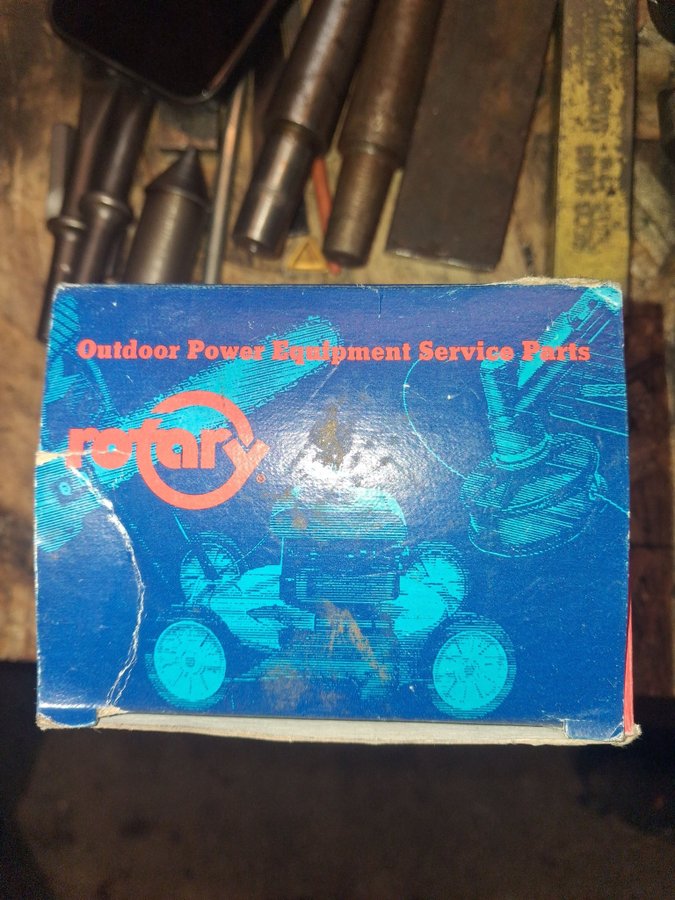 Outdoor Power Equipment Service Parts
rotary®